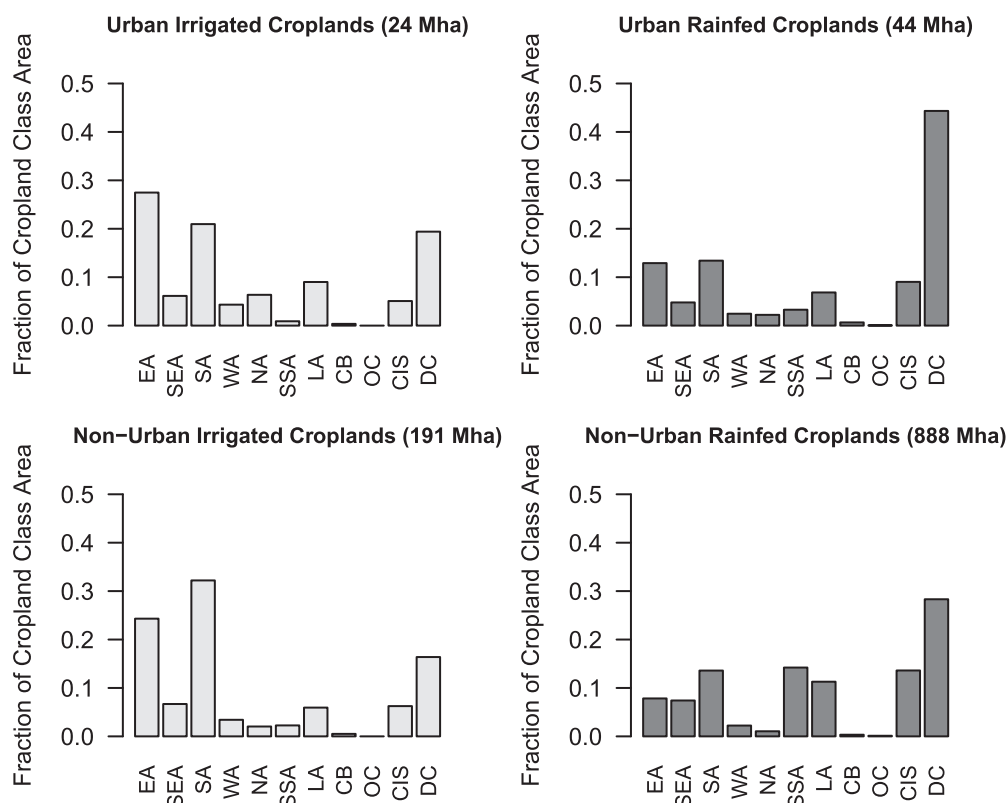 Urban Irrigated Croplands (24 Mha)
Fraction of Cropland Class Area
0.5
0.4
0.3
0.2
0.1
0.0
EA SEA SA WA NA SSA LA CB OC CIS DC
Urban Rainfed Croplands (44 Mha)
Fraction of Cropland Class Area
0.5
0.4
0.3
0.2
0.1
0.0
EA SEA SA WA NA SSA LA CB OC CIS DC
Non−Urban Irrigated Croplands (191 Mha)
Fraction of Cropland Class Area
0.5
0.4
0.3
0.2
0.1
0.0
EA SEA SA WA NA SSA LA CB OC CIS DC
Non−Urban Rainfed Croplands (888 Mha)
Fraction of Cropland Class Area
0.5
0.4
0.3
0.2
0.1
0.0
EA SEA SA WA NA SSA LA CB OC CIS DC